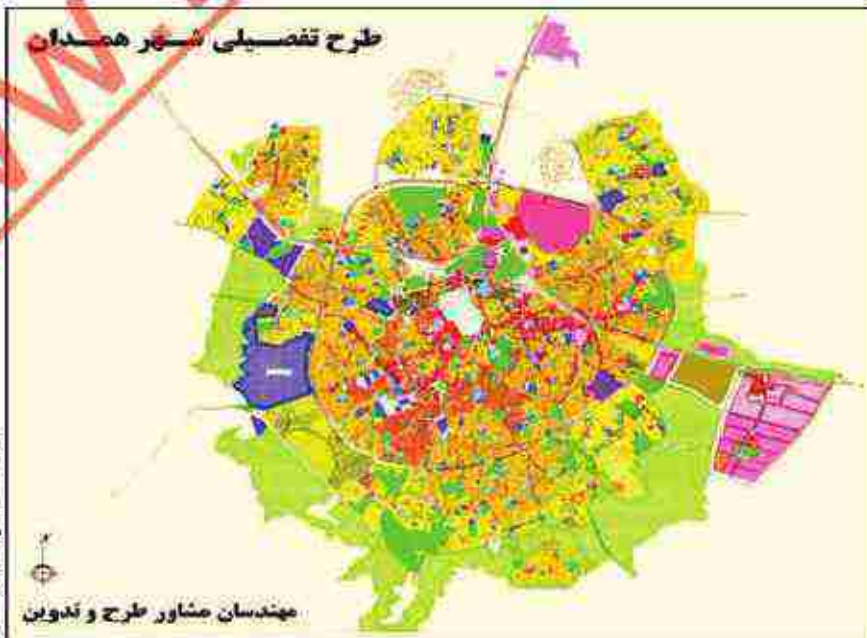 طرح تفصیلی شهر همدان
مهندسان مشاور طرح و تدوین